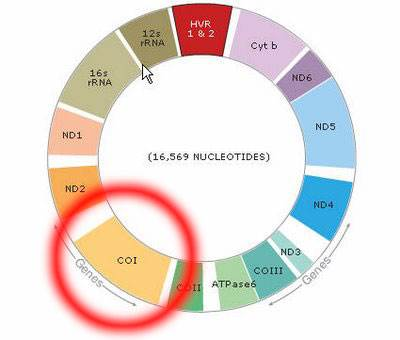 HVR
1 & 2
Cyt b
ND6
ND5
ND4
ND3
COIII
ATPase6
COII
COI
ND2
ND1
16s
rRNA
12s
rRNA
(16,569 NUCLEOTIDES)
Genes
Genes